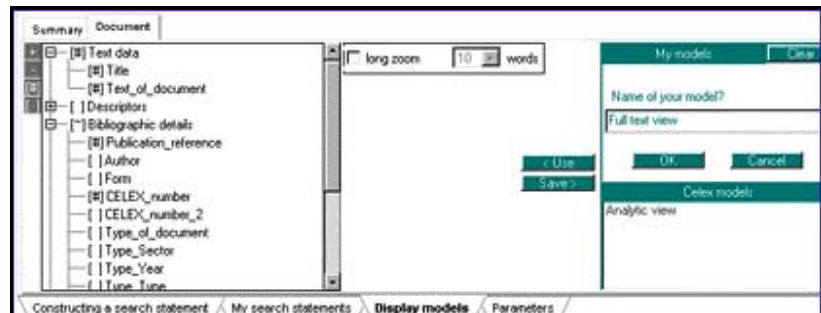 Summary Document
[#] Text data
[#] Title
[#] Text_of_document
[ ] Descriptors
[~] Bibliographic details
[#] Publication_reference
[ ] Author
[ ] Form
[#] CELEX_number
[ ] CELEX_number_2
[ ] Type_of_document
[ ] Type_Sector
[ ] Type_Year
[ ] Type_Type
long zoom 10 words
< Use
Save >
My models Clear
Name of your model?
Full text view
OK Cancel
Celex models
Analytic view
Constructing a search statement My search statements Display models Parameters